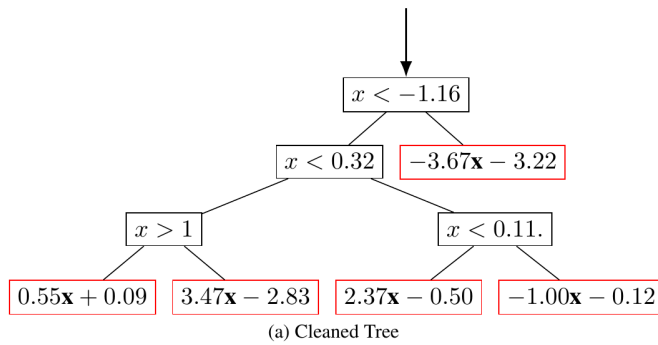 x < −1.16
x < 0.32
−3.67x − 3.22
x > 1
x < 0.11.
0.55x + 0.09
3.47x − 2.83
2.37x − 0.50
−1.00x − 0.12
(a) Cleaned Tree